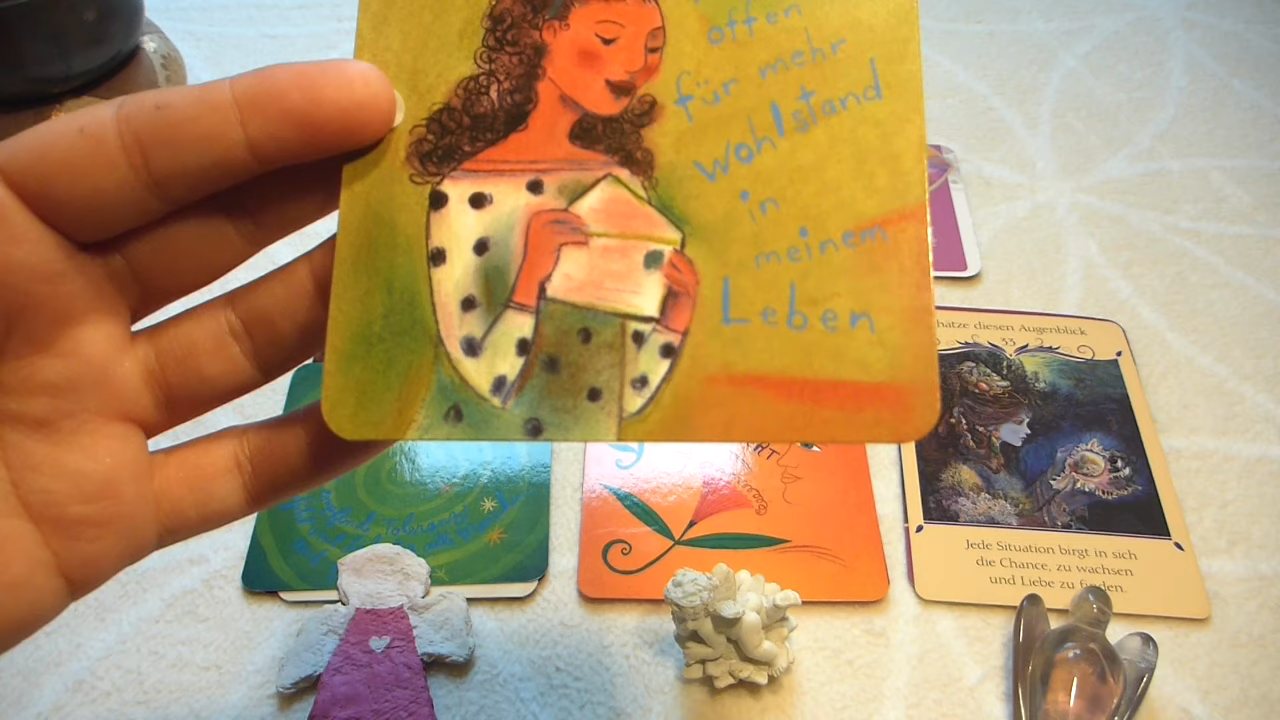 offen
für mehr
wohlstand
in
meinem
Leben
hätze diesen Augenblick
33
Jede Situation birgt in sich
die Chance, zu wachsen
und Liebe zu finden.